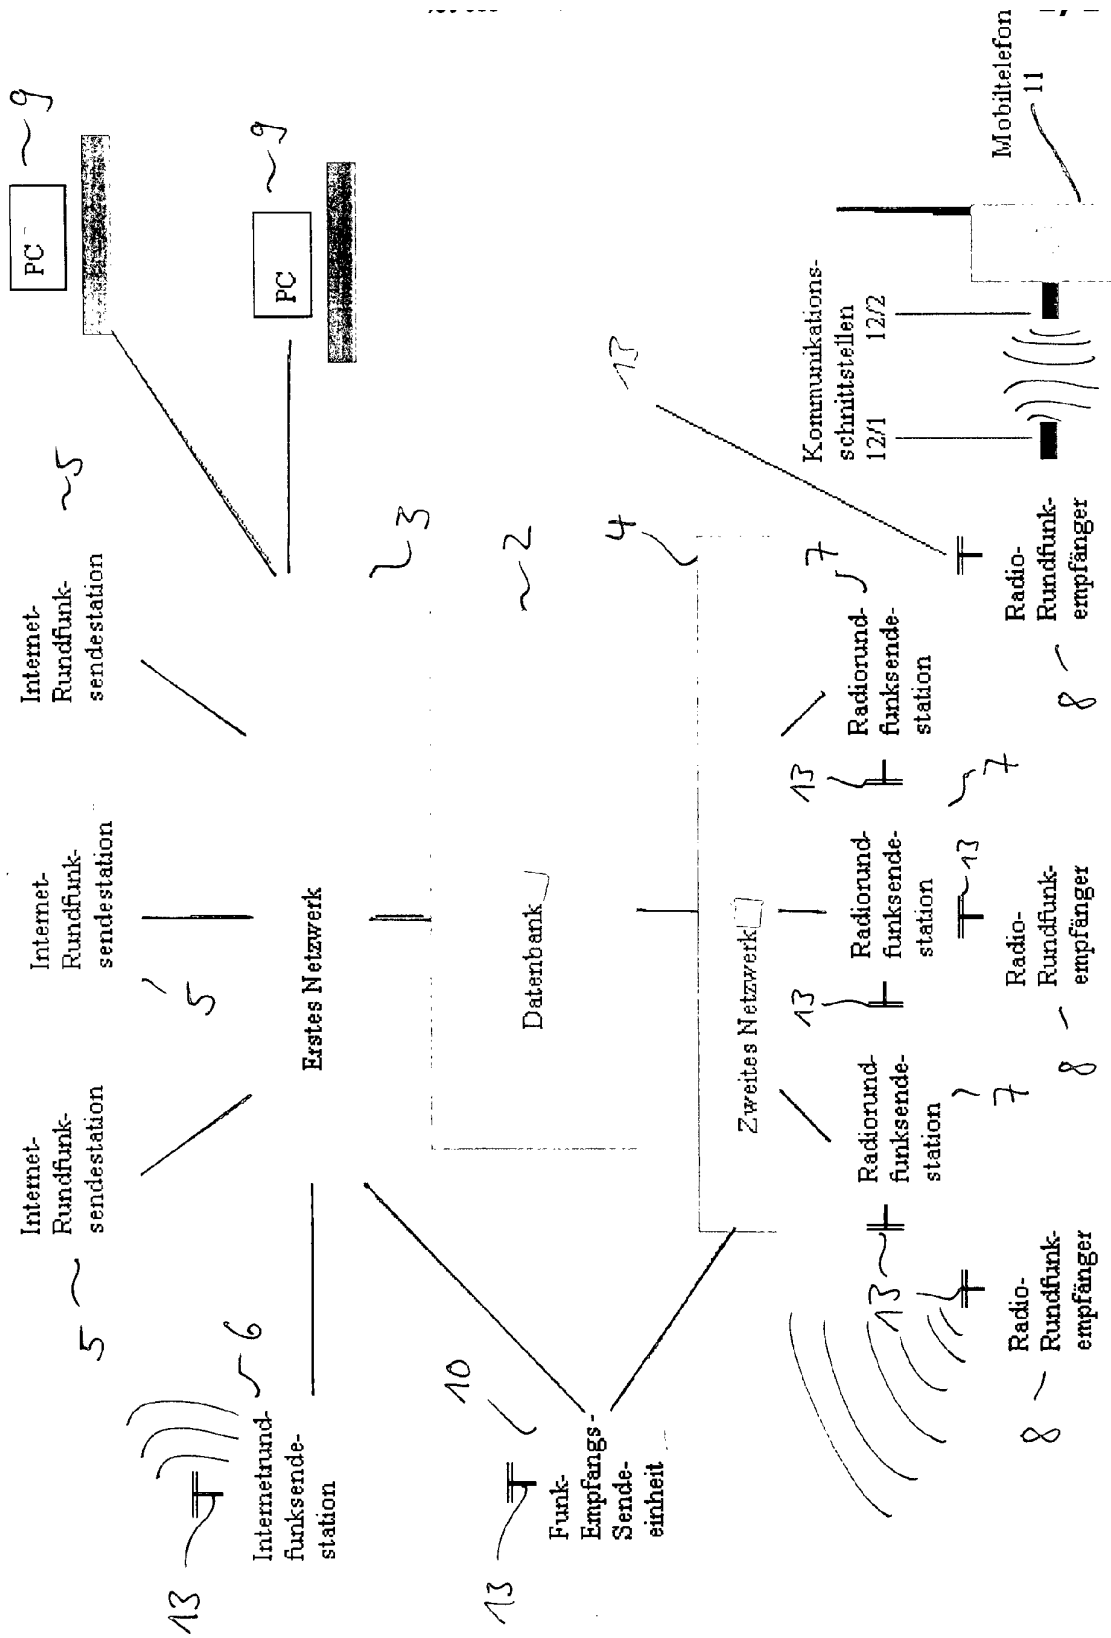 Internet-
Rundfunk-
sendestation
5
Internet-
Rundfunk-
sendestation
5
Internet-
Rundfunk-
sendestation
5
PC
9
PC
9
13
6
Internetrund-
funksende-
station
Erstes Netzwerk
3
13
10
Funk-
Empfangs-
Sende-
einheit
Datenbank
2
4
13
Zweites Netzwerk
13
13
13
7
Radiorund-
funksende-
station
7
Radiorund-
funksende-
station
7
Radiorund-
funksende-
station
Kommunikations-
schnittstellen
12/1 12/2
Mobiltelefon
11
13
13
8
Radio-
Rundfunk-
empfänger
8
Radio-
Rundfunk-
empfänger
8
Radio-
Rundfunk-
empfänger